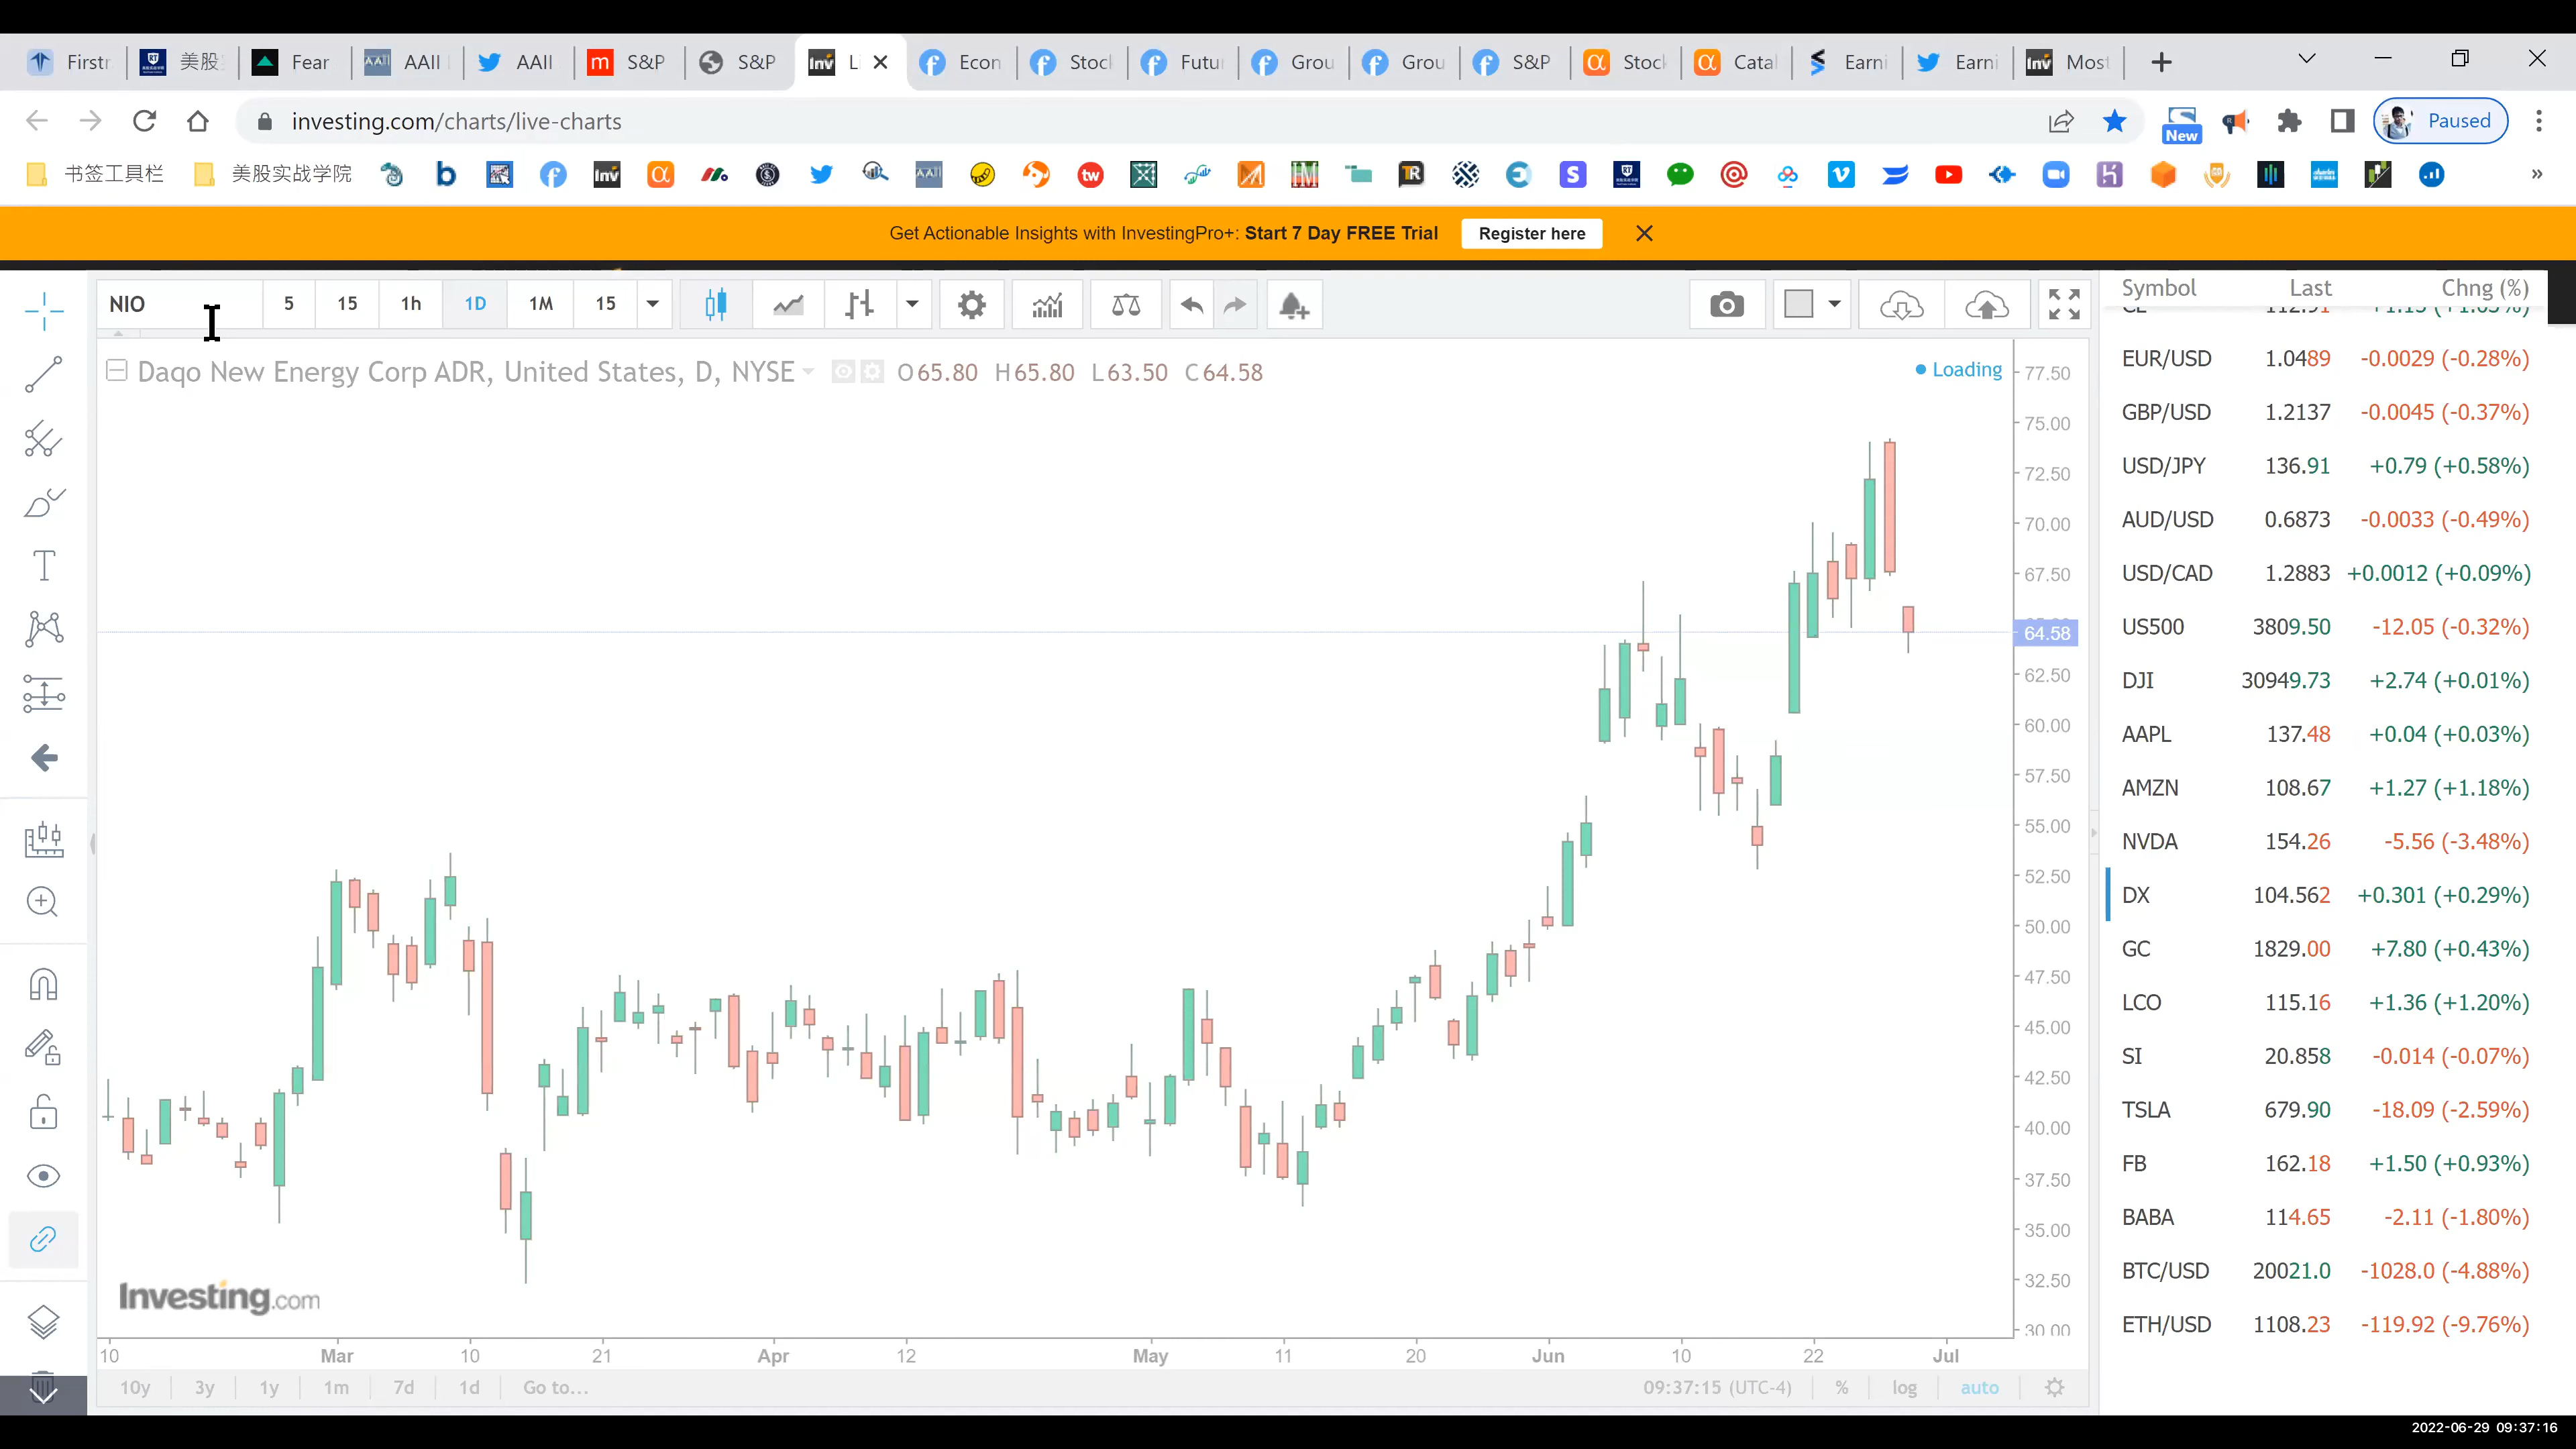 Firstr 美股 Fear AAII AAII S&P S&P Li Econ Stoc Futu Grou Grou S&P Stock Catal Earni Earni Most
investing.com/charts/live-charts New Paused
书签工具栏 美股实战学院
Get Actionable Insights with InvestingPro+: Start 7 Day FREE Trial Register here
NIO 5 15 1h 1D 1M 15
Symbol Last Chng (%)
Daqo New Energy Corp ADR, United States, D, NYSE O65.80 H65.80 L63.50 C64.58
Loading
77.50
75.00
72.50
70.00
67.50
64.58
62.50
60.00
57.50
55.00
52.50
50.00
47.50
45.00
42.50
40.00
37.50
35.00
32.50
30.00
EUR/USD 1.0489 -0.0029 (-0.28%)
GBP/USD 1.2137 -0.0045 (-0.37%)
USD/JPY 136.91 +0.79 (+0.58%)
AUD/USD 0.6873 -0.0033 (-0.49%)
USD/CAD 1.2883 +0.0012 (+0.09%)
US500 3809.50 -12.05 (-0.32%)
DJI 30949.73 +2.74 (+0.01%)
AAPL 137.48 +0.04 (+0.03%)
AMZN 108.67 +1.27 (+1.18%)
NVDA 154.26 -5.56 (-3.48%)
DX 104.562 +0.301 (+0.29%)
GC 1829.00 +7.80 (+0.43%)
LCO 115.16 +1.36 (+1.20%)
SI 20.858 -0.014 (-0.07%)
TSLA 679.90 -18.09 (-2.59%)
FB 162.18 +1.50 (+0.93%)
BABA 114.65 -2.11 (-1.80%)
BTC/USD 20021.0 -1028.0 (-4.88%)
ETH/USD 1108.23 -119.92 (-9.76%)
Investing.com
10 Mar 10 21 Apr 12 May 11 20 Jun 10 22 Jul
10y 3y 1y 1m 7d 1d Go to... 09:37:15 (UTC-4) % log auto
2022-06-29 09:37:16